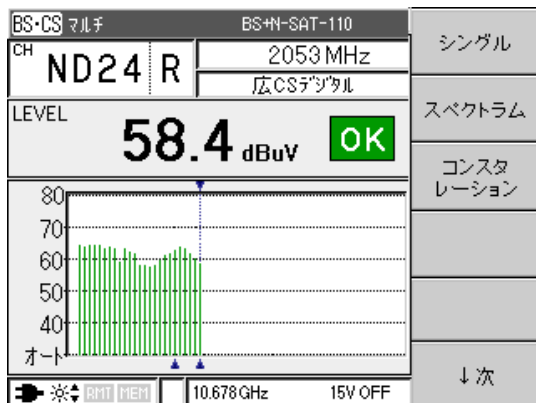 BS･CS マルチ BS+N-SAT-110
CH ND24 R 2053 MHz
広CSデジタル
LEVEL 58.4 dBuV OK
80
70
60
50
40
オート
RMT MEM 10.678 GHz 15V OFF
シングル
スペクトラム
コンスタ
レーション
↓次